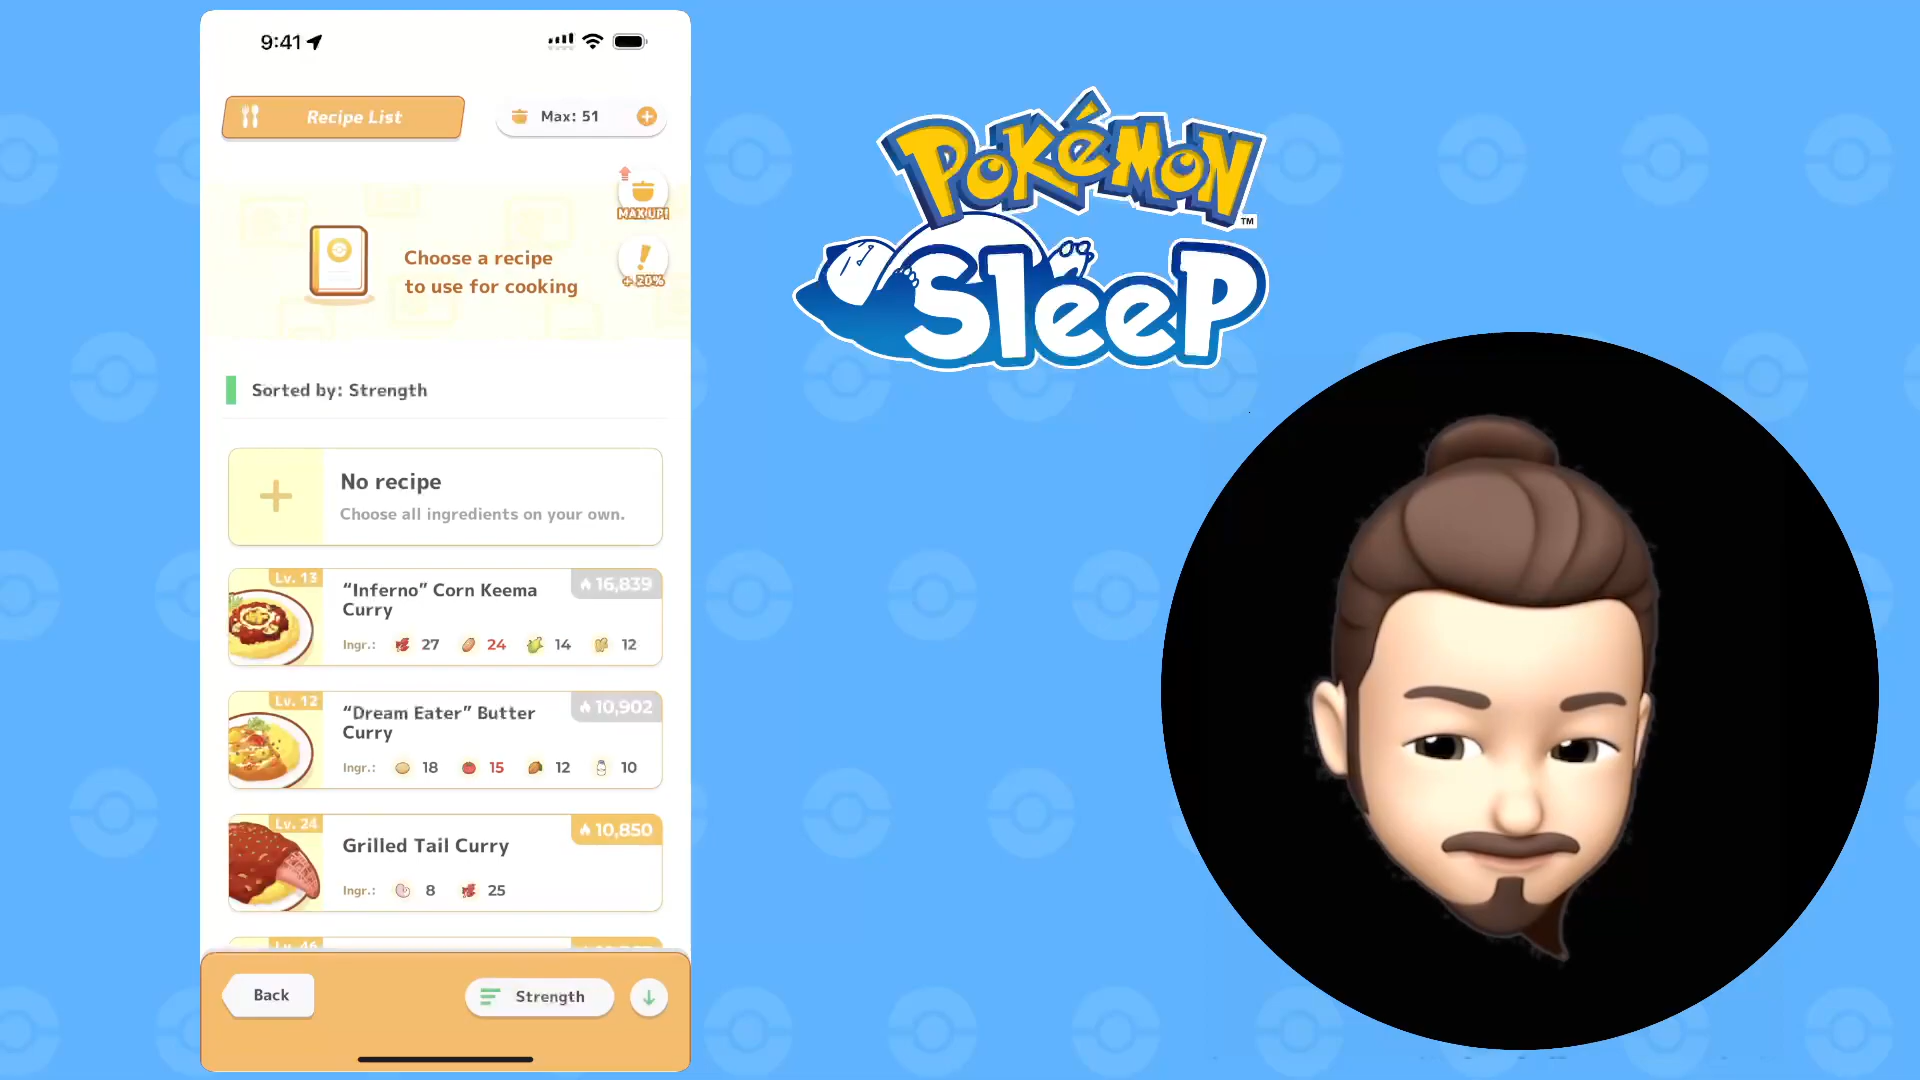 9:41
Recipe List
Max: 51
MAX UP!
Choose a recipe
to use for cooking
+20%
Sorted by: Strength
No recipe
Choose all ingredients on your own.
Lv. 13
“Inferno” Corn Keema
Curry
16,839
Ingr.: 27 24 14 12
Lv. 12
“Dream Eater” Butter
Curry
10,902
Ingr.: 18 15 12 10
Lv. 24
Grilled Tail Curry
10,850
Ingr.: 8 25
Lv. 46
Back
Strength
POKéMON
TM
Sleep